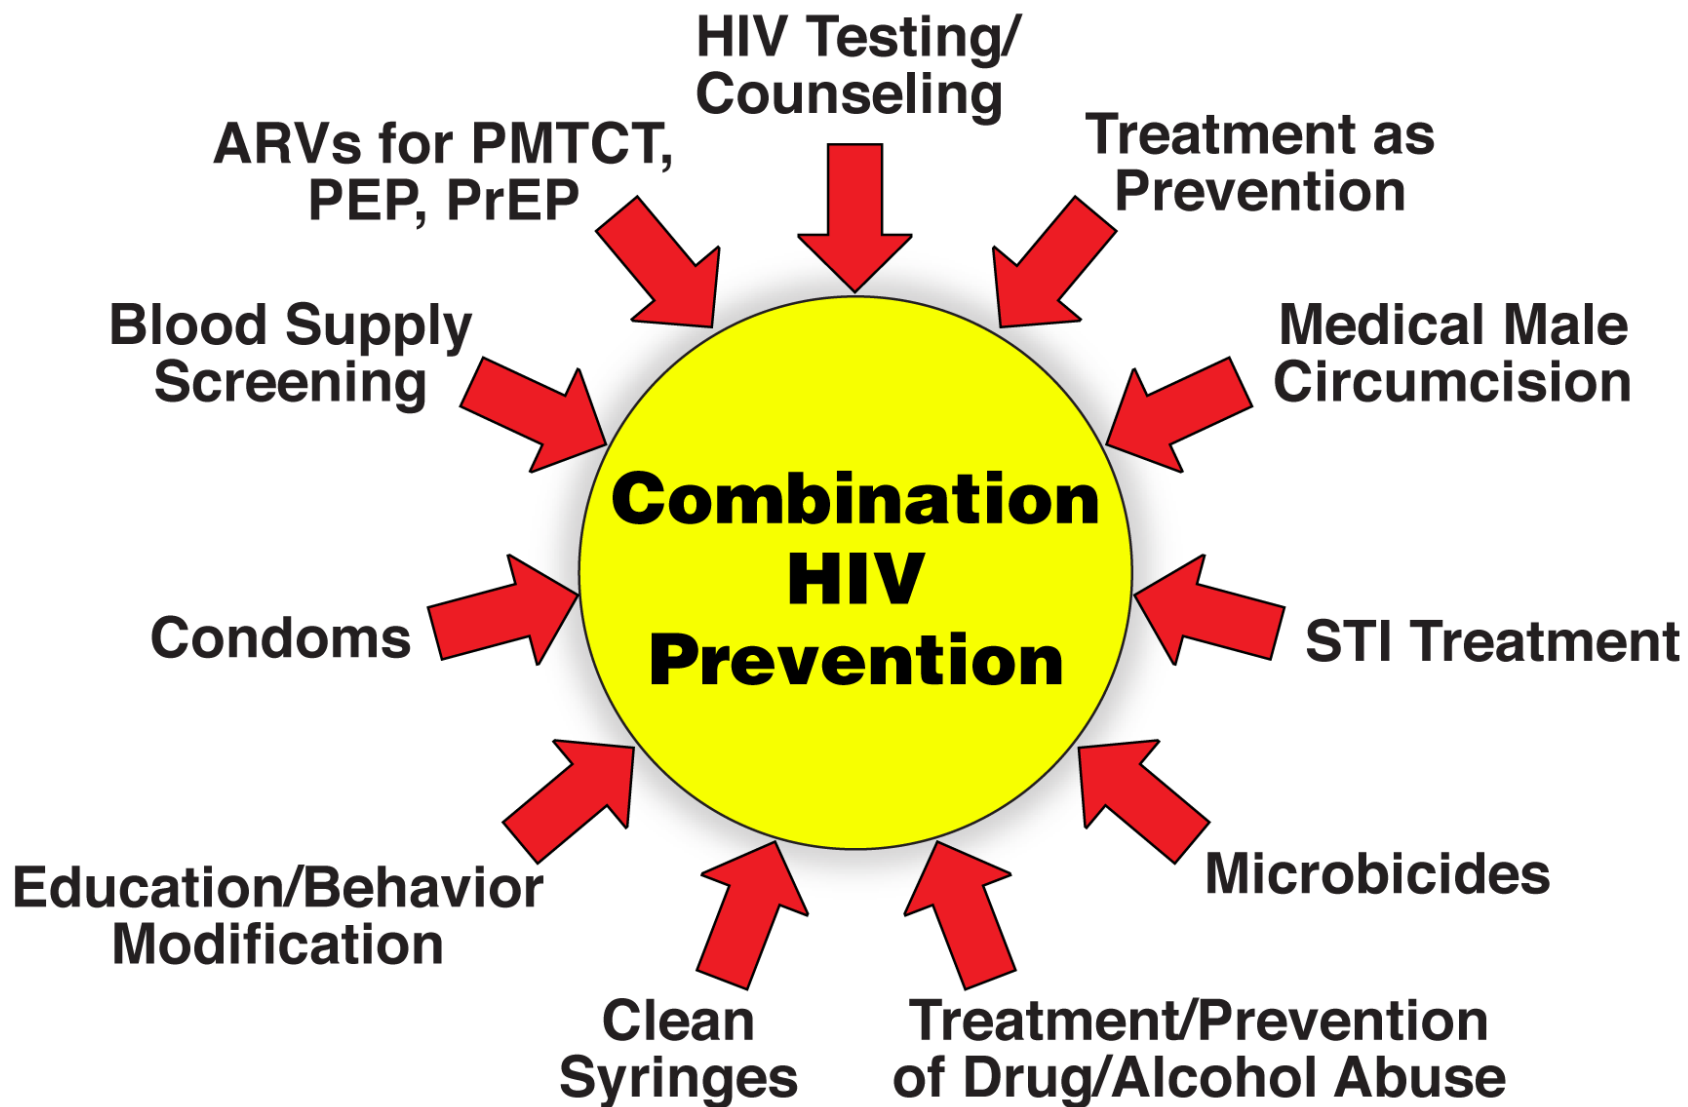 HIV Testing/
Counseling
Treatment as
Prevention
Medical Male
Circumcision
STI Treatment
Microbicides
Treatment/Prevention
of Drug/Alcohol Abuse
Clean
Syringes
Education/Behavior
Modification
Condoms
Blood Supply
Screening
ARVs for PMTCT,
PEP, PrEP
Combination
HIV
Prevention